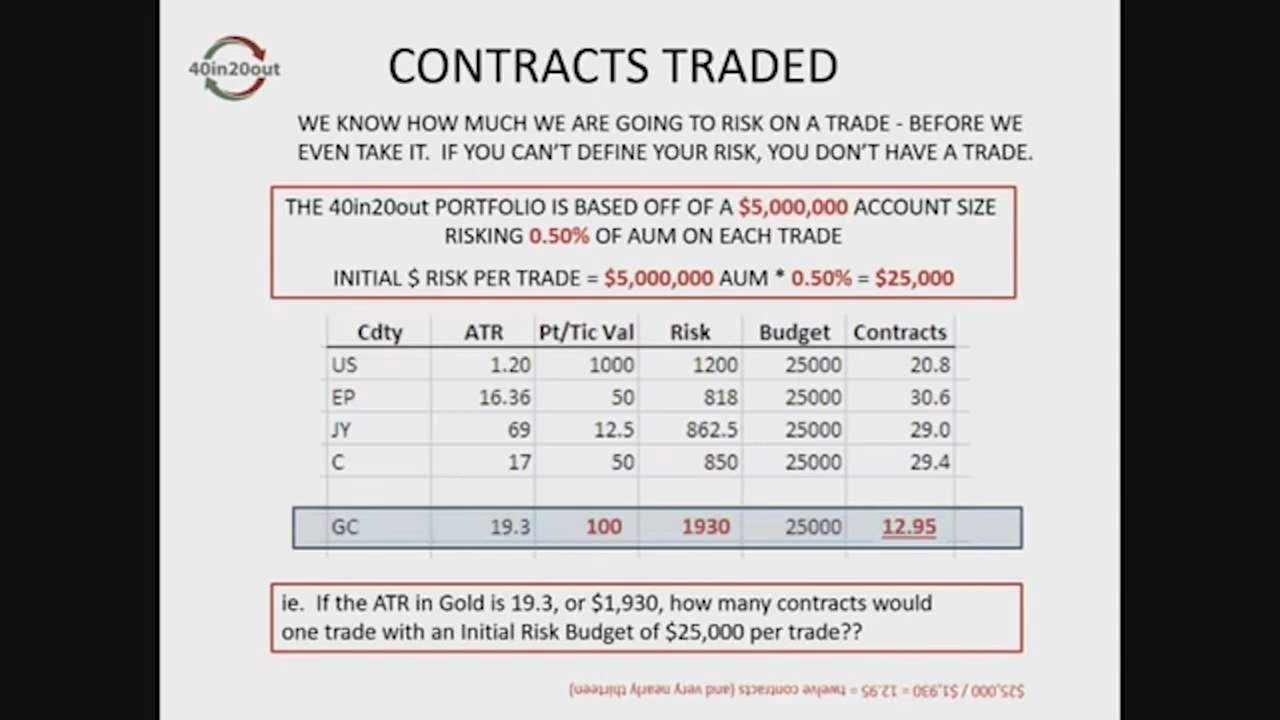 40in20out
CONTRACTS TRADED
WE KNOW HOW MUCH WE ARE GOING TO RISK ON A TRADE - BEFORE WE
EVEN TAKE IT. IF YOU CAN'T DEFINE YOUR RISK, YOU DON'T HAVE A TRADE.
THE 40in20out PORTFOLIO IS BASED OFF OF A $5,000,000 ACCOUNT SIZE
RISKING 0.50% OF AUM ON EACH TRADE
INITIAL $ RISK PER TRADE = $5,000,000 AUM * 0.50% = $25,000
Cdty ATR Pt/Tic Val Risk Budget Contracts
US 1.20 1000 1200 25000 20.8
EP 16.36 50 818 25000 30.6
JY 69 12.5 862.5 25000 29.0
C 17 50 850 25000 29.4
GC 19.3 100 1930 25000 12.95
ie. If the ATR in Gold is 19.3, or $1,930, how many contracts would
one trade with an Initial Risk Budget of $25,000 per trade??
$25,000 / $1,930 = 12.95 = twelve contracts (and very nearly thirteen)